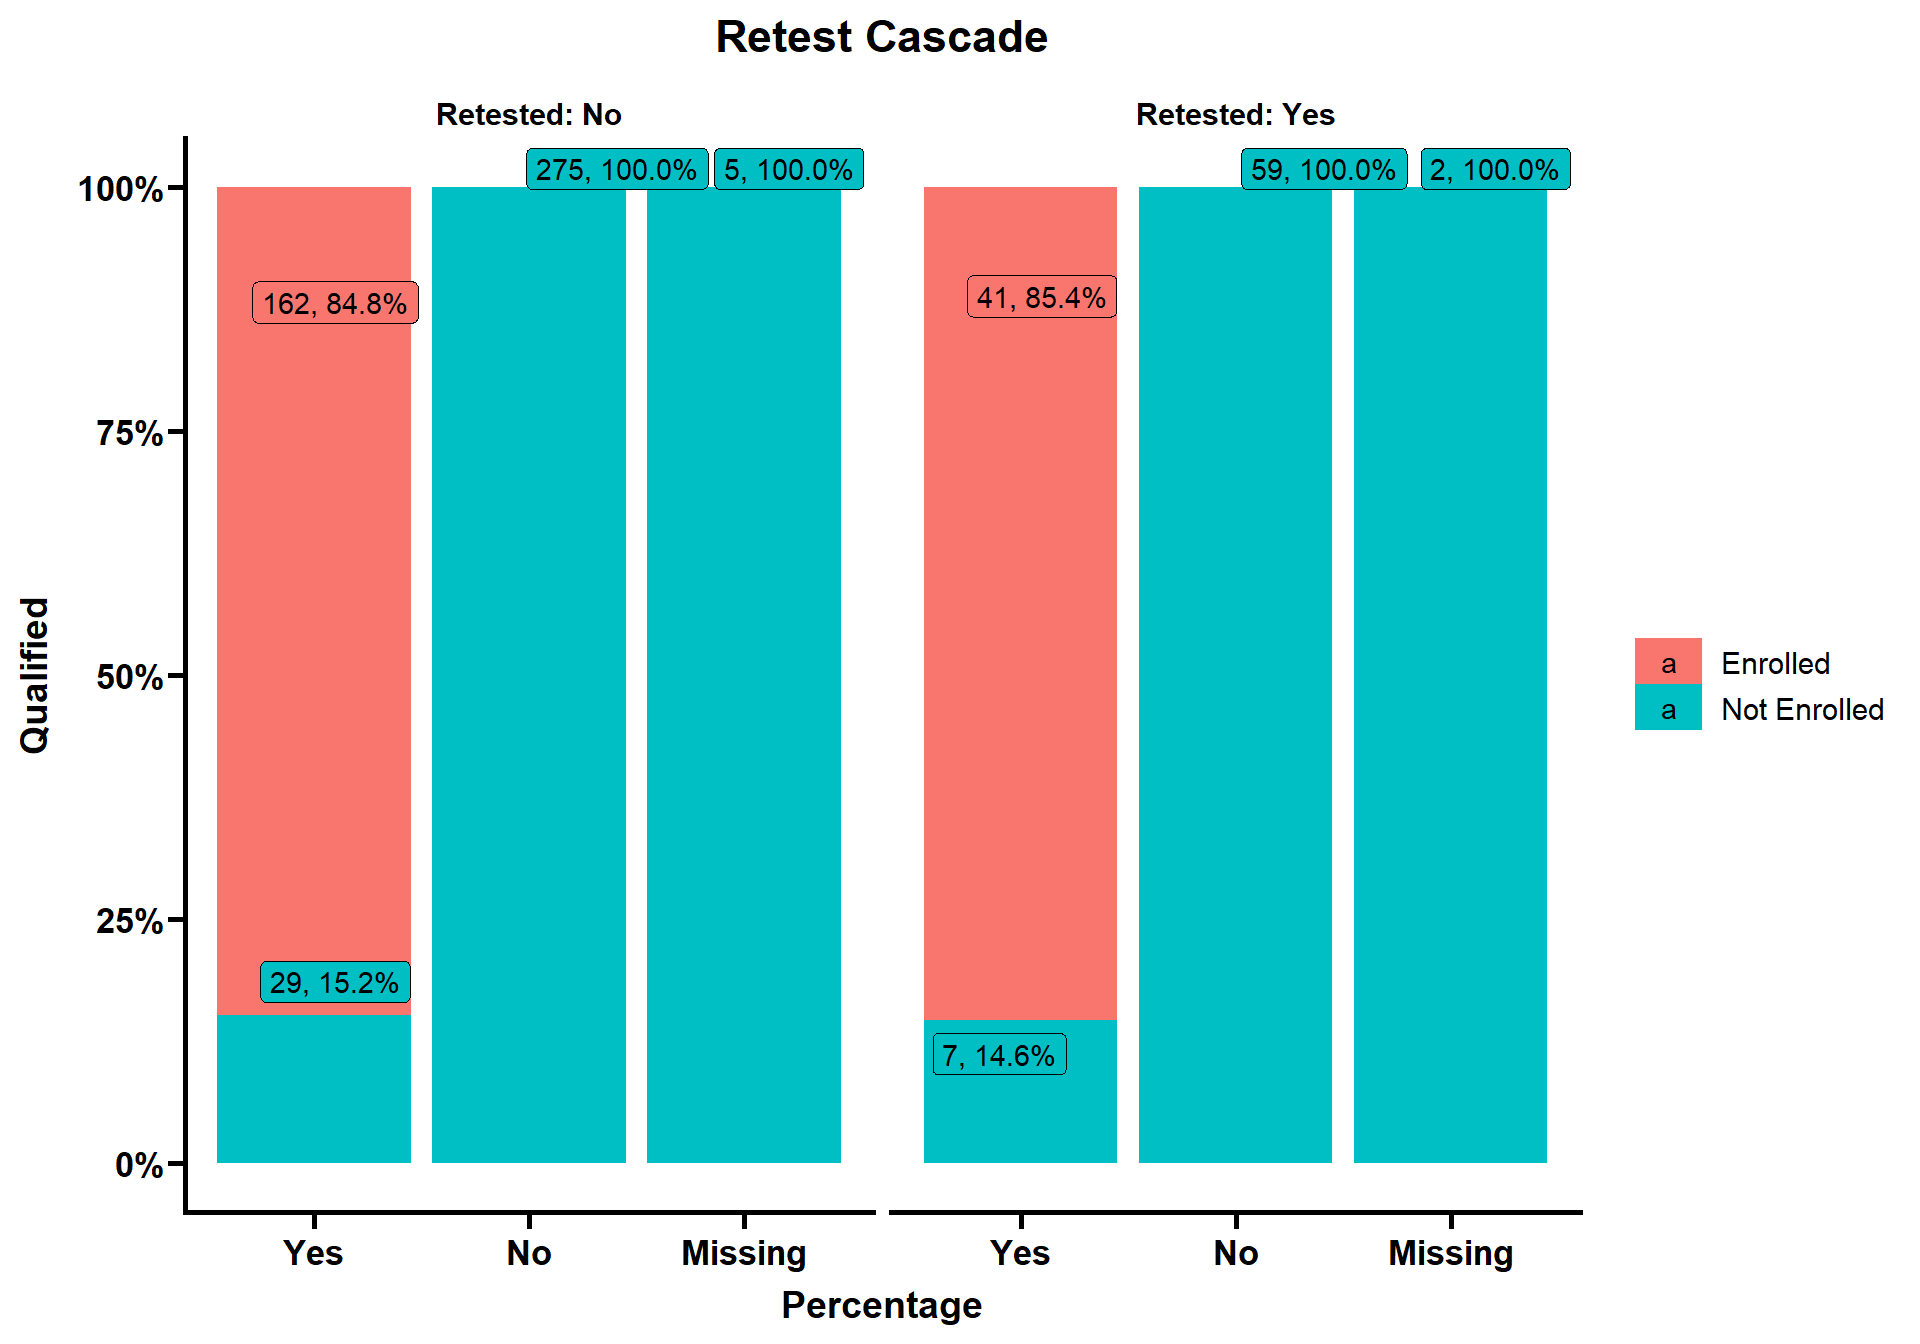 Retest Cascade
Retested: No
Retested: Yes
275, 100.0%
5, 100.0%
59, 100.0%
2, 100.0%
100%
162, 84.8%
41, 85.4%
75%
50%
25%
29, 15.2%
7, 14.6%
0%
Qualified
a Enrolled
a Not Enrolled
Yes
No
Missing
Yes
No
Missing
Percentage